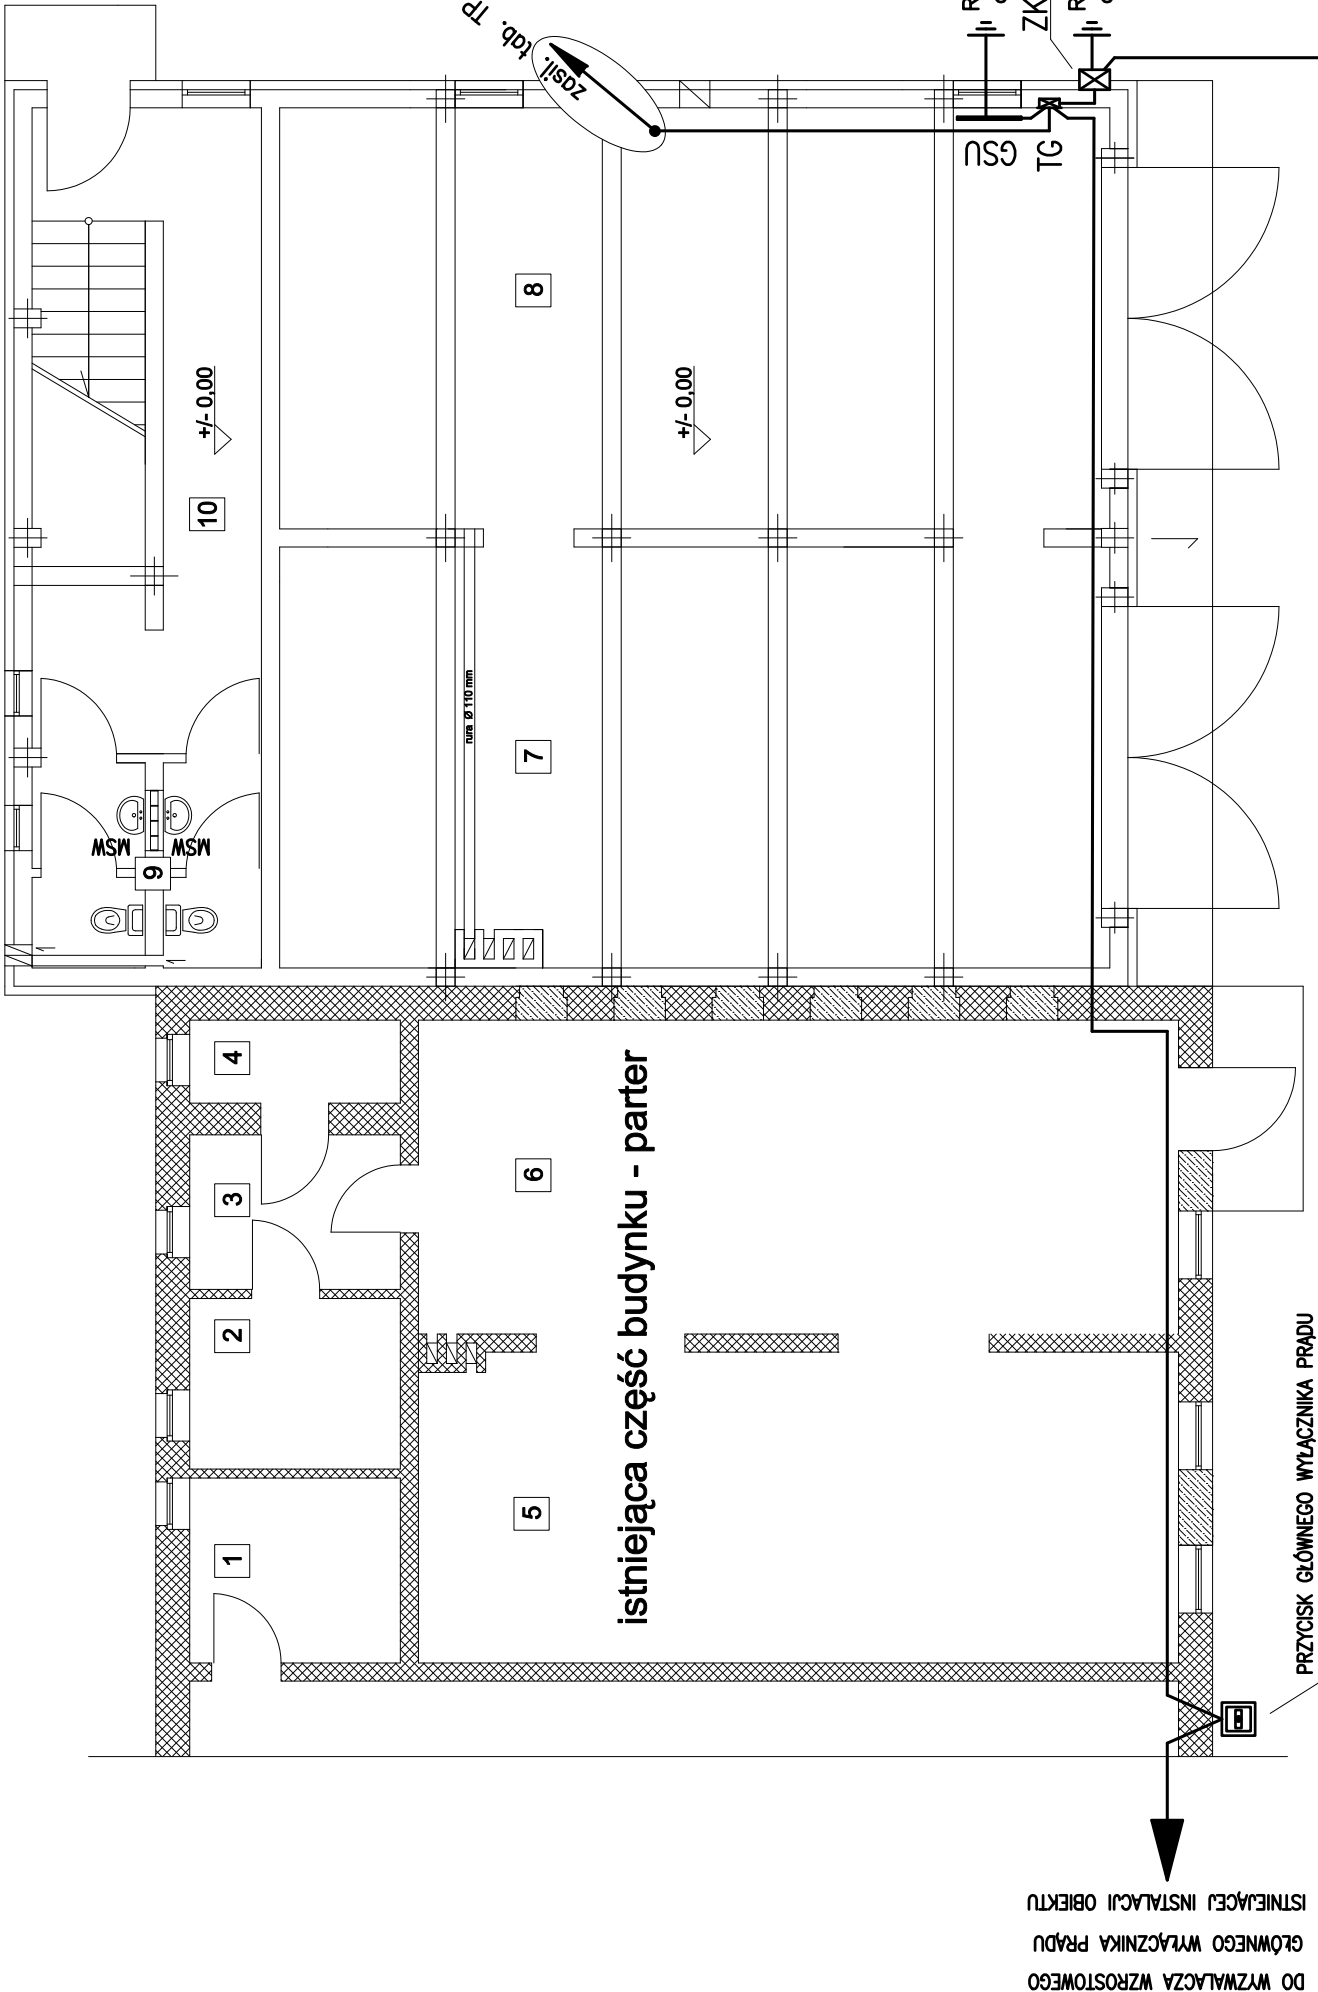 zasil. tab. TP
R
ZK
R
GSU
TG
8
+/- 0,00
+/- 0,00
10
rura Ø 110 mm
7
MSW
MSW
9
4
3
2
1
6
5
istniejąca część budynku - parter
PRZYCISK GŁÓWNEGO WYŁĄCZNIKA PRĄDU
DO WYZWALACZA WZROSTOWEGO
GŁÓWNEGO WYŁĄCZNIKA PRĄDU
ISTNIEJĄCEJ INSTALACJI OBIEKTU